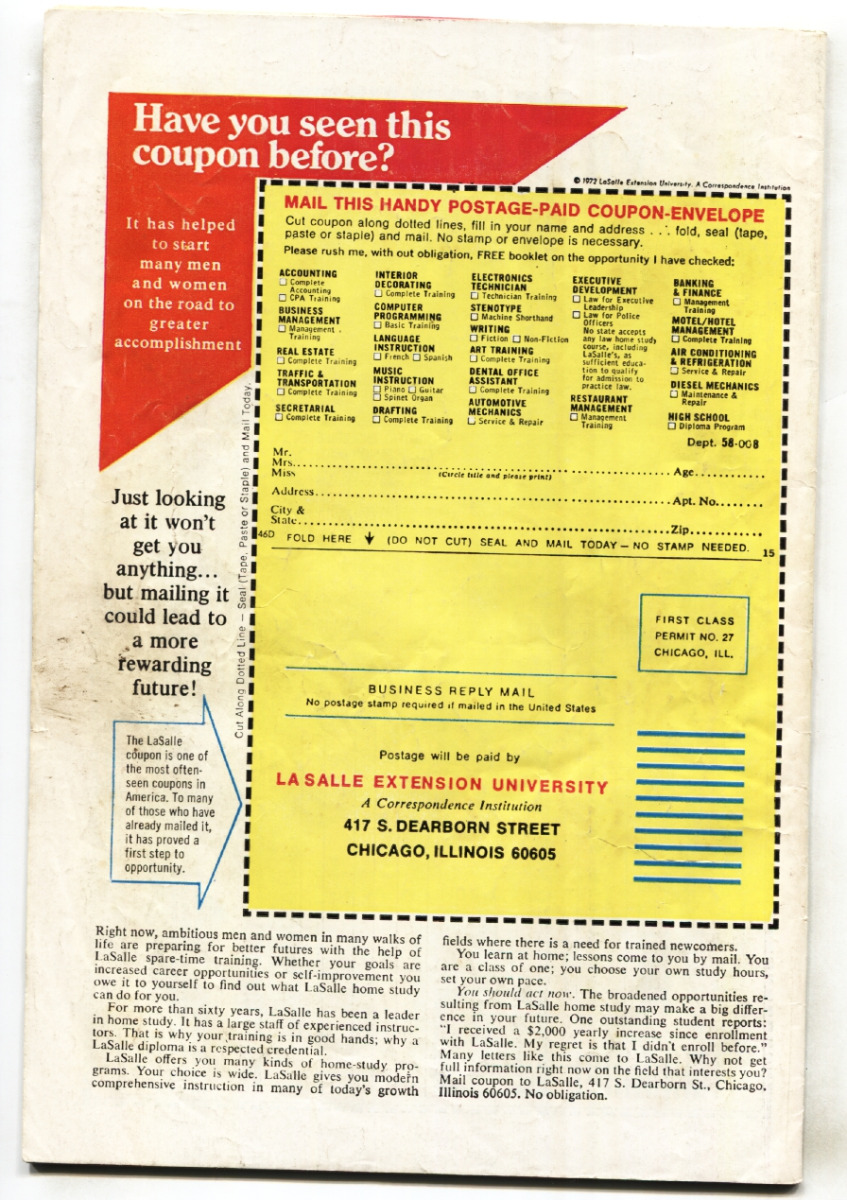 Have you seen this
coupon before?
It has helped
to start
many men
and women
on the road to
greater
accomplishment
© 1972 LaSalle Extension University. A Correspondence Institution
MAIL THIS HANDY POSTAGE-PAID COUPON-ENVELOPE
Cut coupon along dotted lines, fill in your name and address . . . fold, seal (tape,
paste or staple) and mail. No stamp or envelope is necessary.
Please rush me, with out obligation, FREE booklet on the opportunity I have checked:
ACCOUNTING
☐ Complete
Accounting
☐ CPA Training
BUSINESS
MANAGEMENT
☐ Management
Training
REAL ESTATE
☐ Complete Training
TRAFFIC &
TRANSPORTATION
☐ Complete Training
SECRETARIAL
☐ Complete Training
INTERIOR
DECORATING
☐ Complete Training
COMPUTER
PROGRAMMING
☐ Basic Training
LANGUAGE
INSTRUCTION
☐ French ☐ Spanish
MUSIC
INSTRUCTION
☐ Piano ☐ Guitar
☐ Spinet Organ
DRAFTING
☐ Complete Training
ELECTRONICS
TECHNICIAN
☐ Technician Training
STENOTYPE
☐ Machine Shorthand
WRITING
☐ Fiction ☐ Non-Fiction
ART TRAINING
☐ Complete Training
DENTAL OFFICE
ASSISTANT
☐ Complete Training
AUTOMOTIVE
MECHANICS
☐ Service & Repair
EXECUTIVE
DEVELOPMENT
☐ Law for Executive
Leadership
☐ Law for Police
Officers
No state accepts
any law home study
course, including
LaSalle's, as
sufficient educa-
tion to qualify
for admission to
practice law.
RESTAURANT
MANAGEMENT
☐ Management
Training
BANKING
& FINANCE
☐ Management
Training
MOTEL/HOTEL
MANAGEMENT
☐ Complete Training
AIR CONDITIONING
& REFRIGERATION
☐ Service & Repair
DIESEL MECHANICS
☐ Maintenance &
Repair
HIGH SCHOOL
☐ Diploma Program
Dept. 58-008
Mr.
Mrs. Age
Miss (Circle title and please print)
Address Apt. No.
City &
State Zip
46D FOLD HERE (DO NOT CUT) SEAL AND MAIL TODAY — NO STAMP NEEDED. 15
Cut Along Dotted Line — Seal (Tape, Paste or Staple) and Mail Today.
Just looking
at it won't
get you
anything...
but mailing it
could lead to
a more
rewarding
future!
The LaSalle
coupon is one of
the most often-
seen coupons in
America. To many
of those who have
already mailed it,
it has proved a
first step to
opportunity.
FIRST CLASS
PERMIT NO. 27
CHICAGO, ILL.
BUSINESS REPLY MAIL
No postage stamp required if mailed in the United States
Postage will be paid by
LA SALLE EXTENSION UNIVERSITY
A Correspondence Institution
417 S. DEARBORN STREET
CHICAGO, ILLINOIS 60605
Right now, ambitious men and women in many walks of
life are preparing for better futures with the help of
LaSalle spare-time training. Whether your goals are
increased career opportunities or self-improvement you
owe it to yourself to find out what LaSalle home study
can do for you.
For more than sixty years, LaSalle has been a leader
in home study. It has a large staff of experienced instruc-
tors. That is why your training is in good hands; why a
LaSalle diploma is a respected credential.
LaSalle offers you many kinds of home-study pro-
grams. Your choice is wide. LaSalle gives you modern
comprehensive instruction in many of today's growth
fields where there is a need for trained newcomers.
You learn at home; lessons come to you by mail. You
are a class of one; you choose your own study hours,
set your own pace.
You should act now. The broadened opportunities re-
sulting from LaSalle home study may make a big differ-
ence in your future. One outstanding student reports:
"I received a $2,000 yearly increase since enrollment
with LaSalle. My regret is that I didn't enroll before."
Many letters like this come to LaSalle. Why not get
full information right now on the field that interests you?
Mail coupon to LaSalle, 417 S. Dearborn St., Chicago,
Illinois 60605. No obligation.